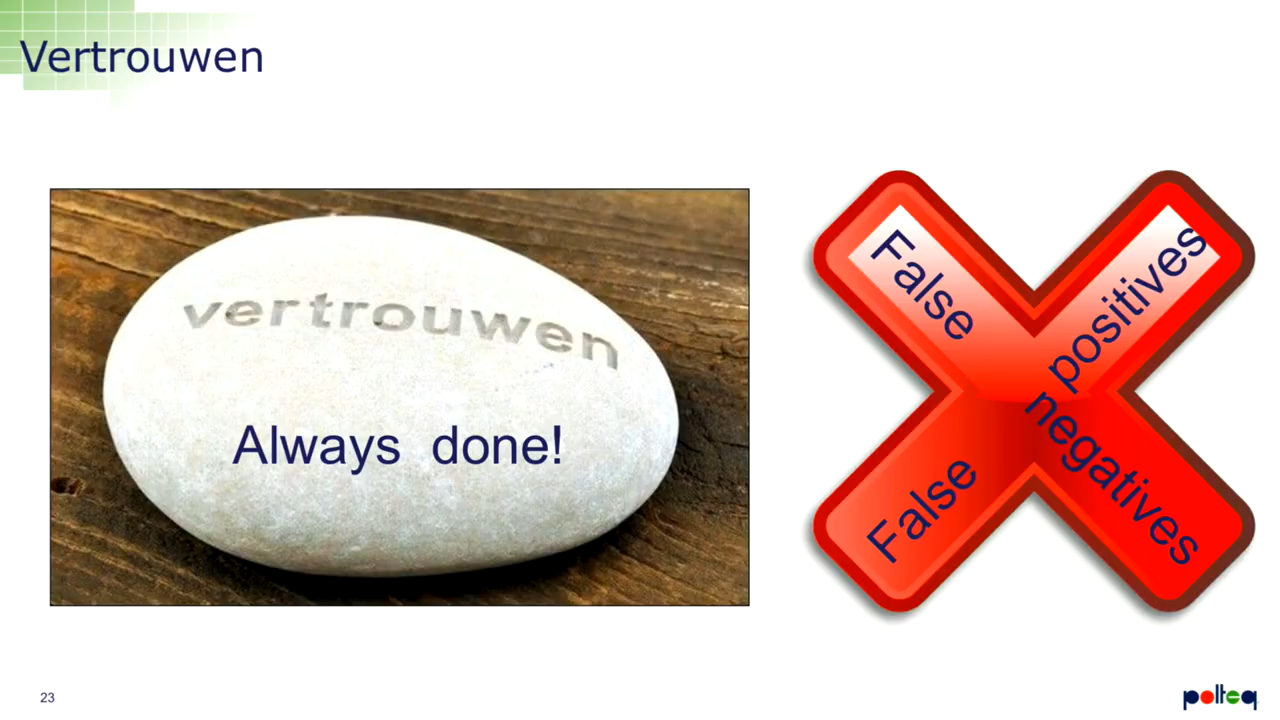 Vertrouwen
vertrouwen
Always done!
False positives
False negatives
23
polteq